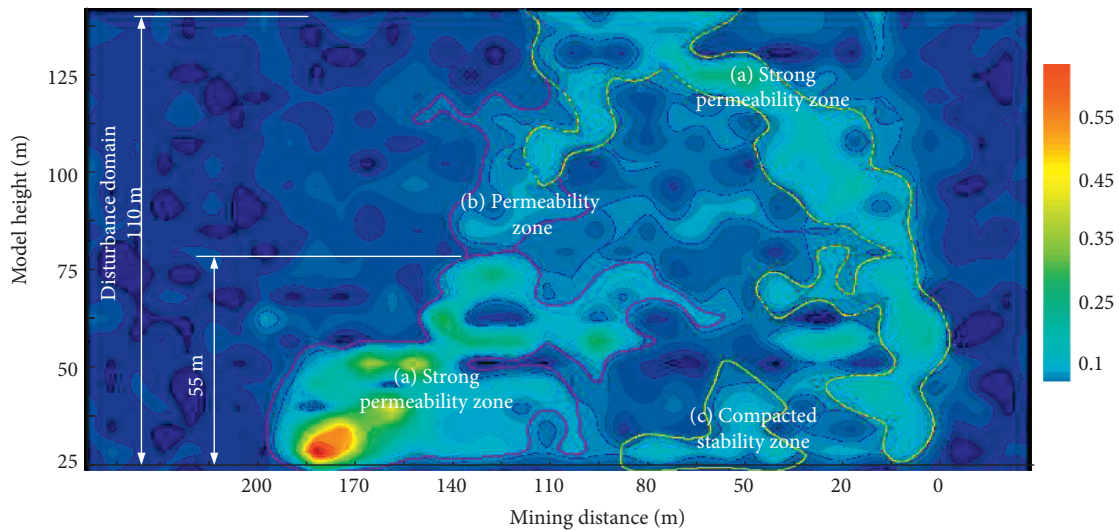 Model height (m)
125
100
75
50
25
Disturbance domain
110 m
55 m
(a) Strong
permeability zone
(b) Permeability
zone
(a) Strong
permeability zone
(c) Compacted
stability zone
200
170
140
110
80
50
20
0
Mining distance (m)
0.55
0.45
0.35
0.25
0.15
0.1